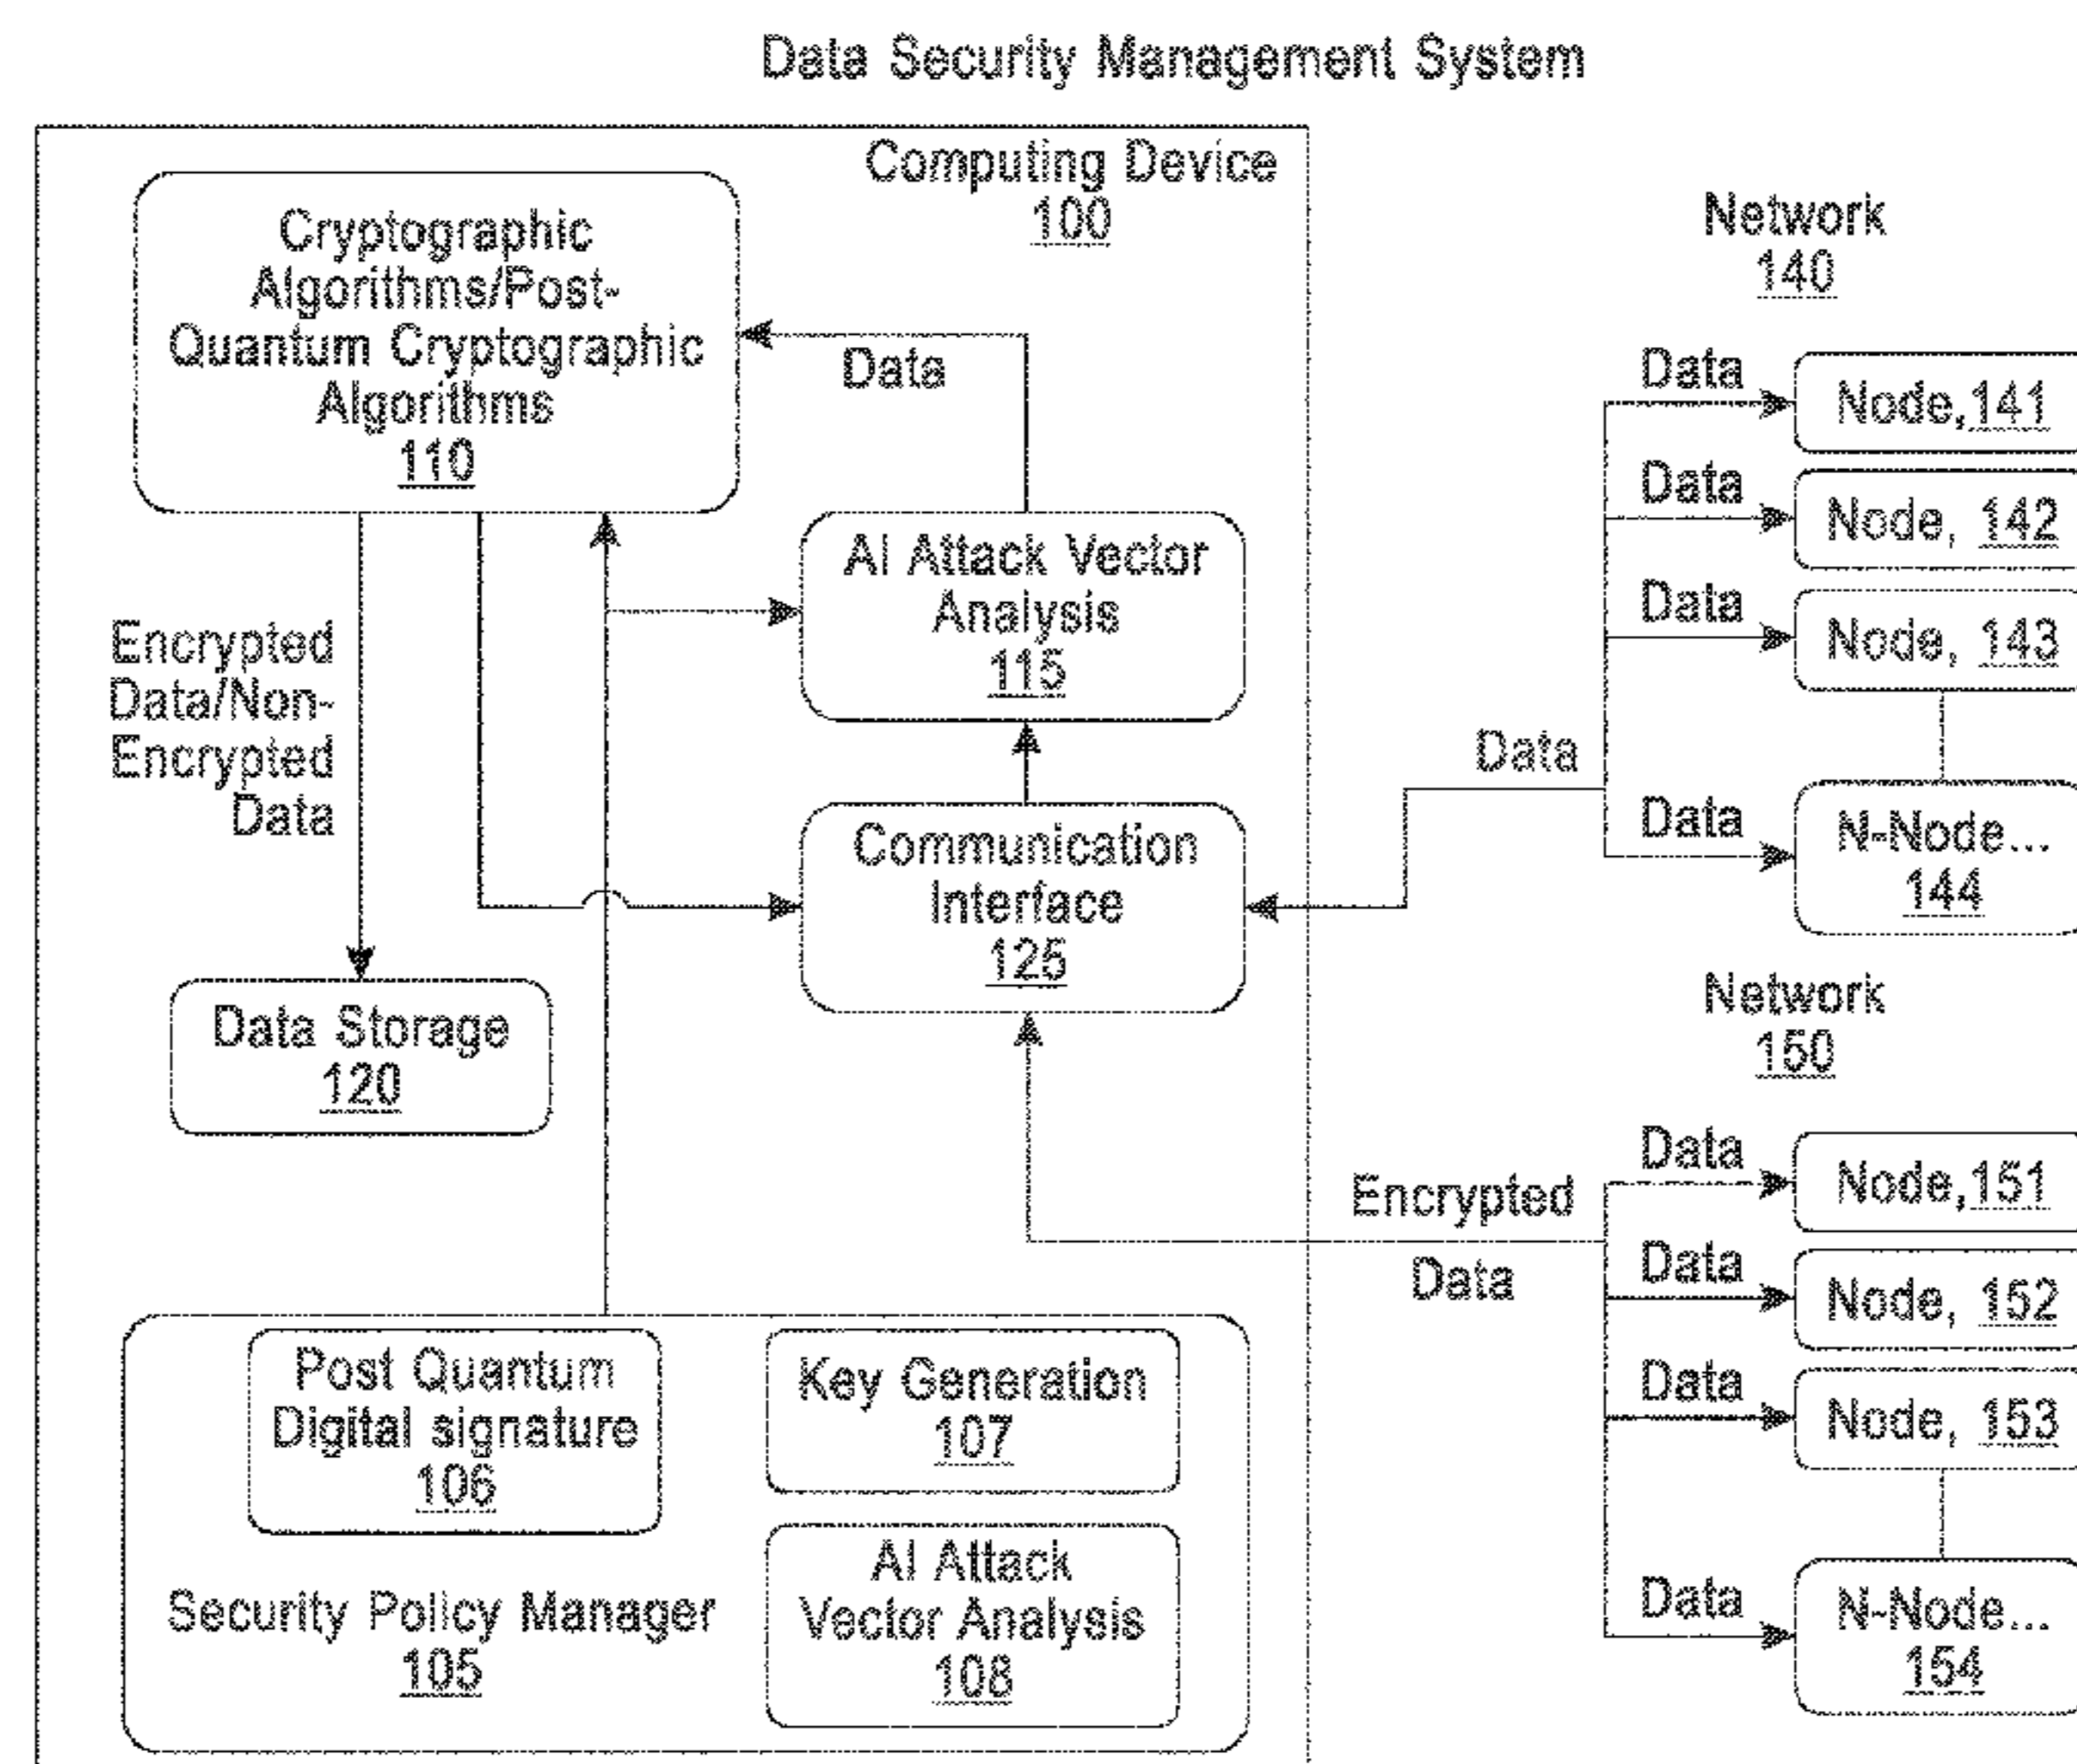 Data Security Management System
Computing Device
100
Cryptographic
Algorithms/Post-
Quantum Cryptographic
Algorithms
110
Data
AI Attack Vector
Analysis
115
Encrypted
Data/Non-
Encrypted
Data
Communication
Interface
125
Data Storage
120
Post Quantum
Digital signature
106
Key Generation
107
AI Attack
Vector Analysis
108
Security Policy Manager
105
Network
140
Data
Node, 141
Data
Node, 142
Data
Node, 143
Data
Data
N-Node...
144
Network
150
Data
Node, 151
Encrypted
Data
Data
Node, 152
Data
Node, 153
Data
N-Node...
154